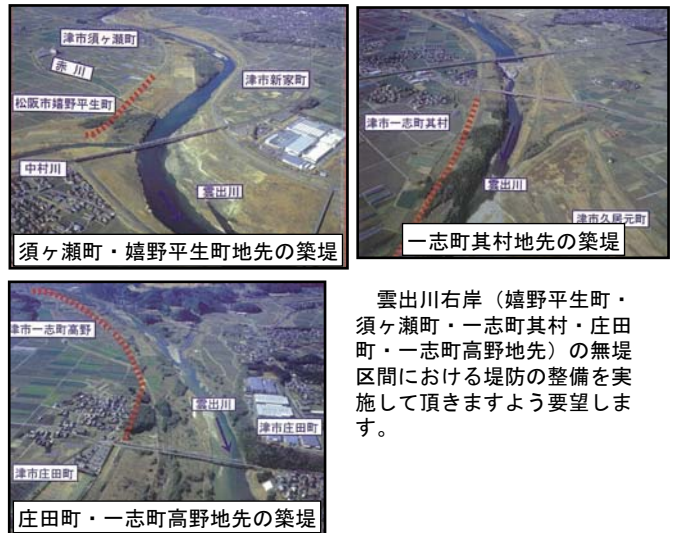 津市須ヶ瀬町
赤川
津市新家町
松阪市嬉野平生町
中村川
雲出川
須ヶ瀬町・嬉野平生町地先の築堤
津市一志町其村
雲出川
津市久居元町
一志町其村地先の築堤
津市一志町高野
雲出川
津市庄田町
津市庄田町
庄田町・一志町高野地先の築堤
雲出川右岸（嬉野平生町・
須ヶ瀬町・一志町其村・庄田
町・一志町高野地先）の無堤
区間における堤防の整備を実
施して頂きますよう要望しま
す。